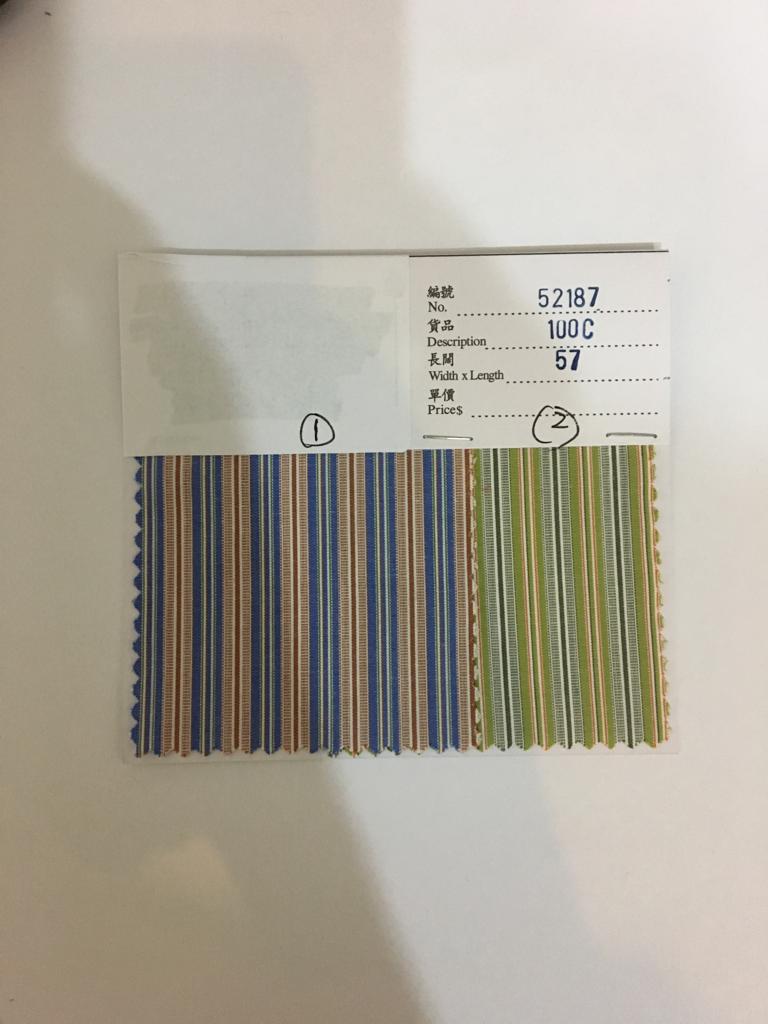 編號
No. 52187
貨品
Description 100C
長闊
Width x Length 57
單價
Price$
1
2